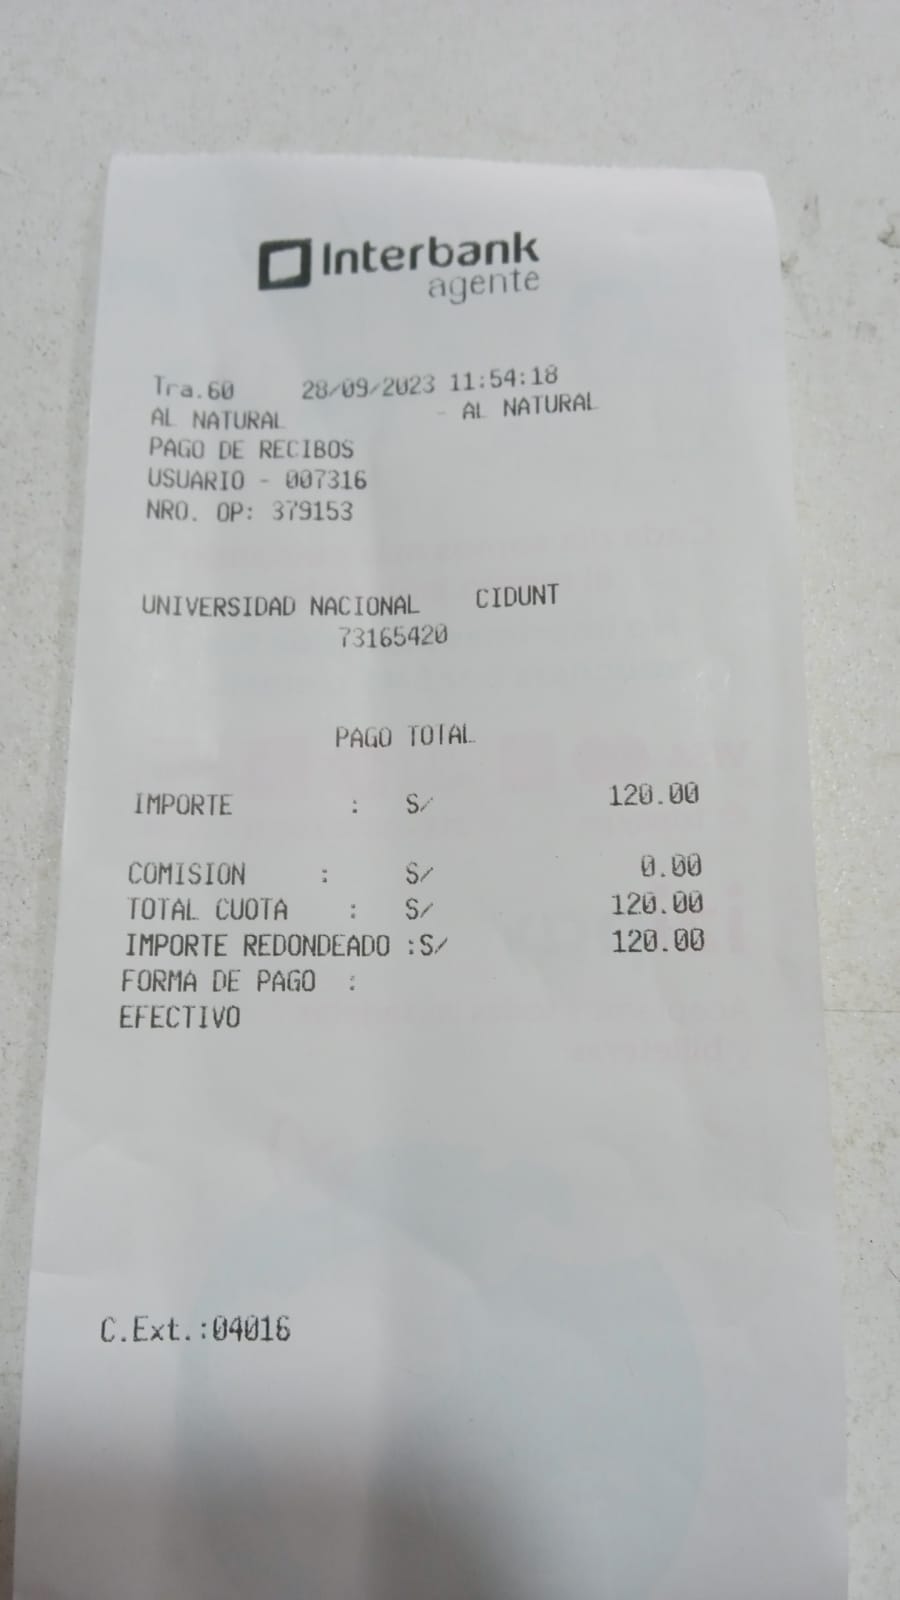 Interbank
agente
Tra.60 28/09/2023 11:54:18
AL NATURAL - AL NATURAL
PAGO DE RECIBOS
USUARIO - 007316
NRO. OP: 379153
UNIVERSIDAD NACIONAL CIDUNT
73165420
PAGO TOTAL
IMPORTE : S/ 120.00
COMISION : S/ 0.00
TOTAL CUOTA : S/ 120.00
IMPORTE REDONDEADO :S/ 120.00
FORMA DE PAGO :
EFECTIVO
C.Ext.:04016